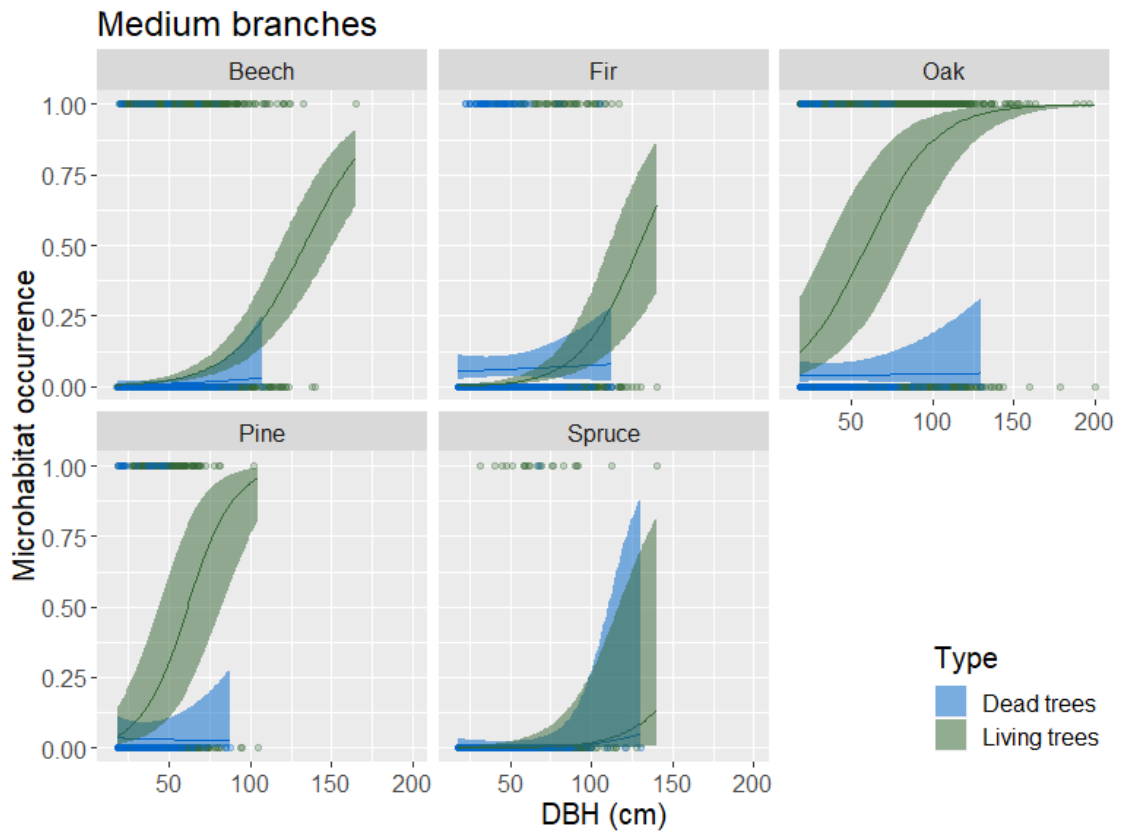 Medium branches
Beech Fir Oak
1.00
0.75
0.50
0.25
0.00
50 100 150 200
Pine Spruce
1.00
0.75
0.50
0.25
0.00
50 100 150 200 50 100 150 200
Microhabitat occurrence
DBH (cm)
Type
Dead trees
Living trees